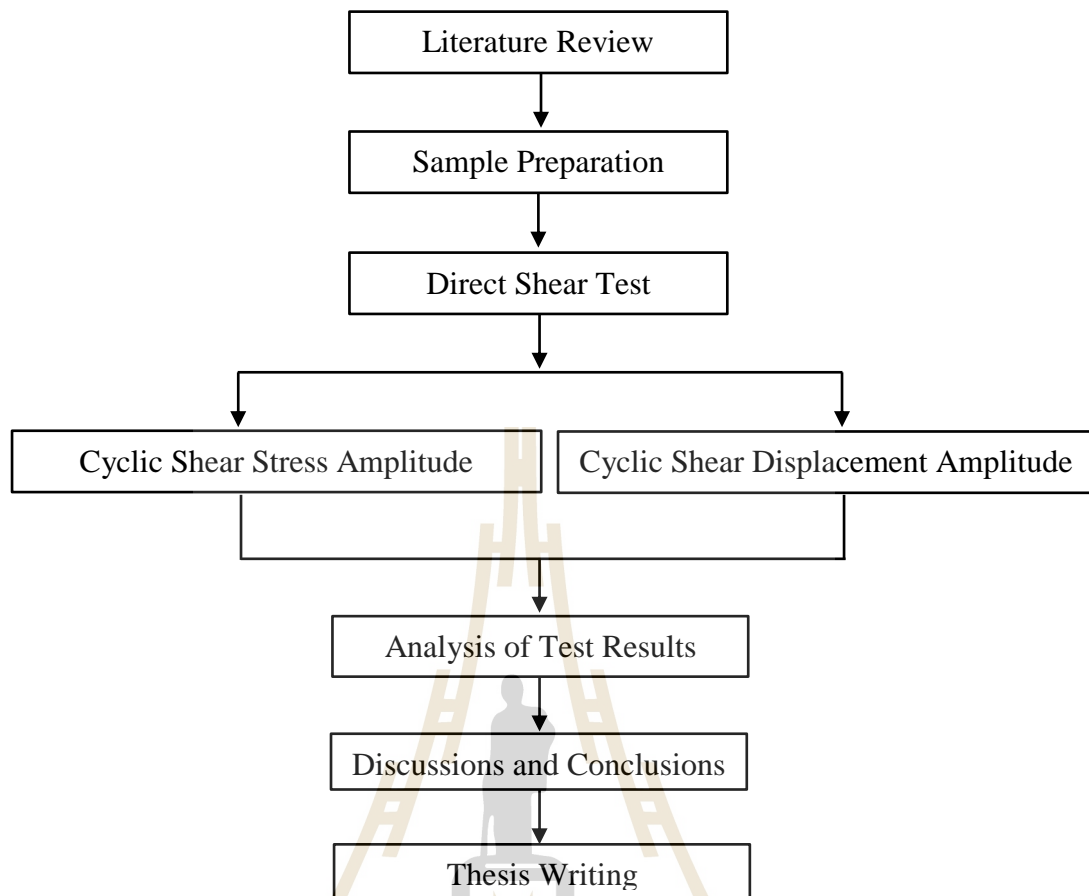 Literature Review
Sample Preparation
Direct Shear Test
Cyclic Shear Stress Amplitude
Cyclic Shear Displacement Amplitude
Analysis of Test Results
Discussions and Conclusions
Thesis Writing